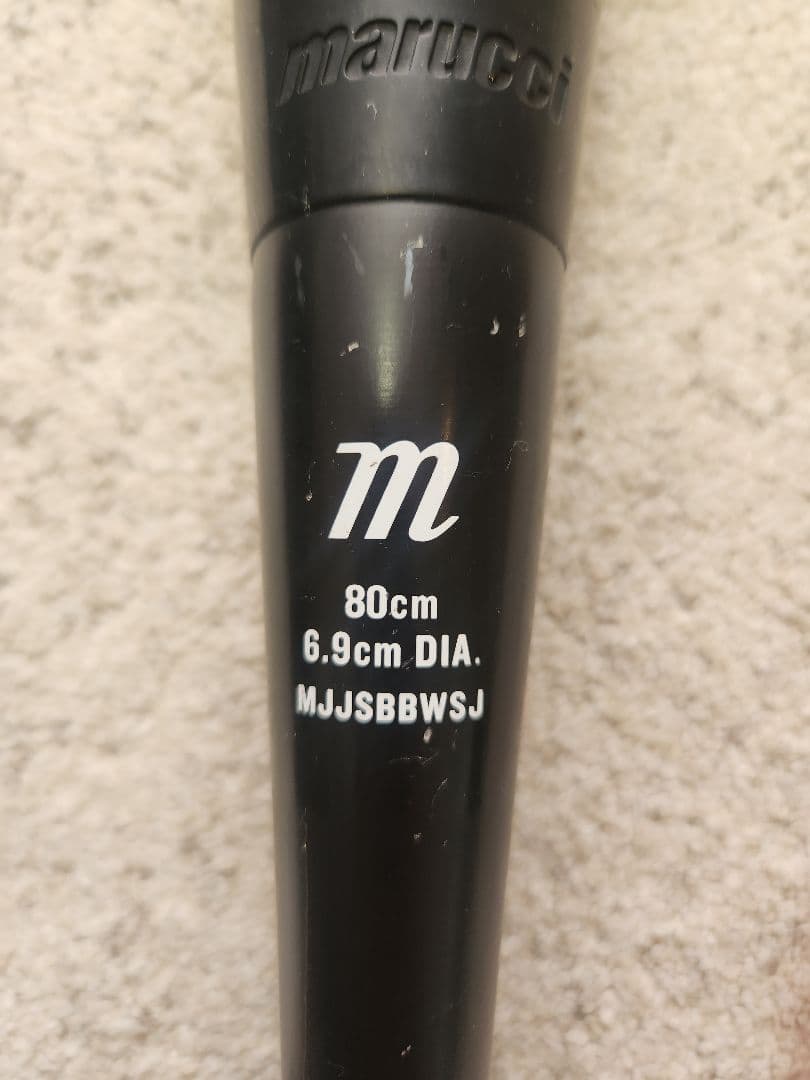 marucci
m
80cm
6.9cm DIA.
MJJSBBWSJ